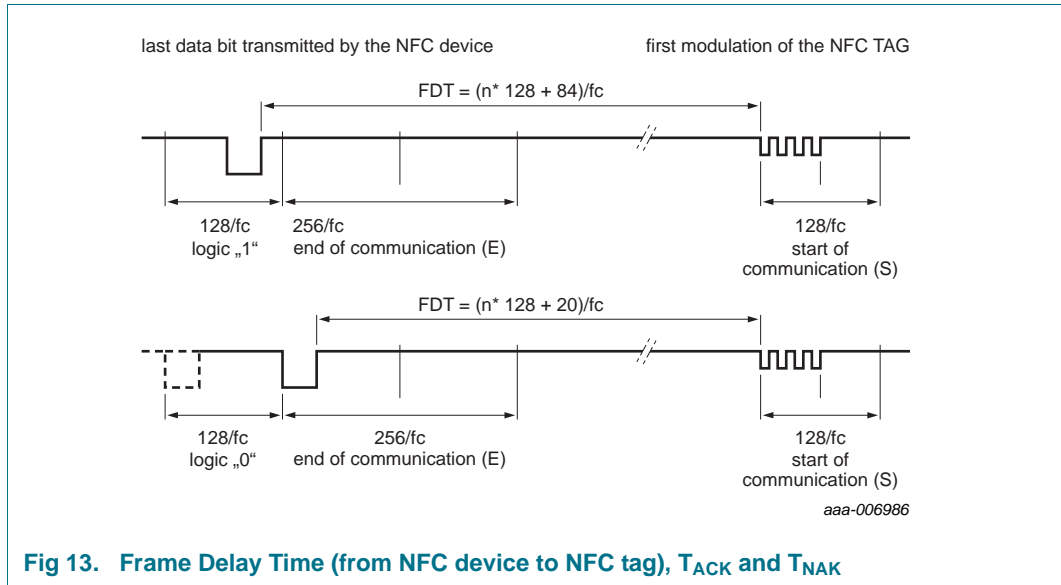 last data bit transmitted by the NFC device
first modulation of the NFC TAG
FDT = (n* 128 + 84)/fc
128/fc
logic „1“
256/fc
end of communication (E)
128/fc
start of
communication (S)
FDT = (n* 128 + 20)/fc
128/fc
logic „0“
256/fc
end of communication (E)
128/fc
start of
communication (S)
aaa-006986
Fig 13. Frame Delay Time (from NFC device to NFC tag), TACK and TNAK